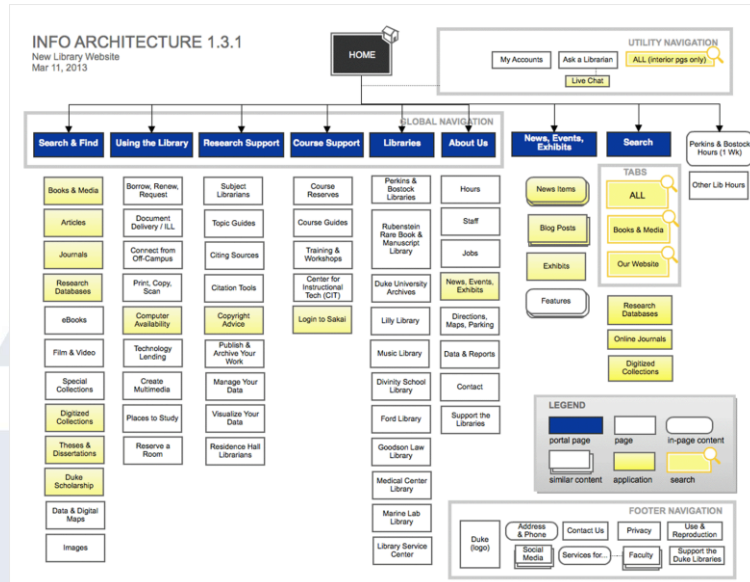 INFO ARCHITECTURE 1.3.1
New Library Website
Mar 11, 2013
HOME
UTILITY NAVIGATION
My Accounts
Ask a Librarian
ALL (interior pgs only)
Live Chat
GLOBAL NAVIGATION
Search & Find
Using the Library
Research Support
Course Support
Libraries
About Us
News, Events,
Exhibits
Search
Perkins & Bostock
Hours (1 Wk)
Books & Media
Articles
Journals
Research
Databases
eBooks
Film & Video
Special
Collections
Digitized
Collections
Theses &
Dissertations
Duke
Scholarship
Data & Digital
Maps
Images
Borrow, Renew,
Request
Document
Delivery / ILL
Connect from
Off-Campus
Print, Copy,
Scan
Computer
Availability
Technology
Lending
Create
Multimedia
Places to Study
Reserve a
Room
Subject
Librarians
Topic Guides
Citing Sources
Citation Tools
Copyright
Advice
Publish &
Archive Your
Work
Manage Your
Data
Visualize Your
Data
Residence Hall
Librarians
Course
Reserves
Course Guides
Training &
Workshops
Center for
Instructional
Tech (CIT)
Login to Sakai
Perkins &
Bostock
Libraries
Rubenstein
Rare Book &
Manuscript
Library
Duke University
Archives
Lilly Library
Music Library
Divinity School
Library
Ford Library
Goodson Law
Library
Medical Center
Library
Marine Lab
Library
Library Service
Center
Hours
Staff
Jobs
News, Events,
Exhibits
Directions,
Maps, Parking
Data & Reports
Contact
Support the
Libraries
News Items
Blog Posts
Exhibits
Features
TABS
ALL
Books & Media
Our Website
Research
Databases
Online Journals
Digitized
Collections
Other Lib Hours
LEGEND
portal page
page
in-page content
similar content
application
search
FOOTER NAVIGATION
Duke
(logo)
Address
& Phone
Contact Us
Privacy
Use &
Reproduction
Social
Media
Services for...
Faculty
Support the
Duke Libraries